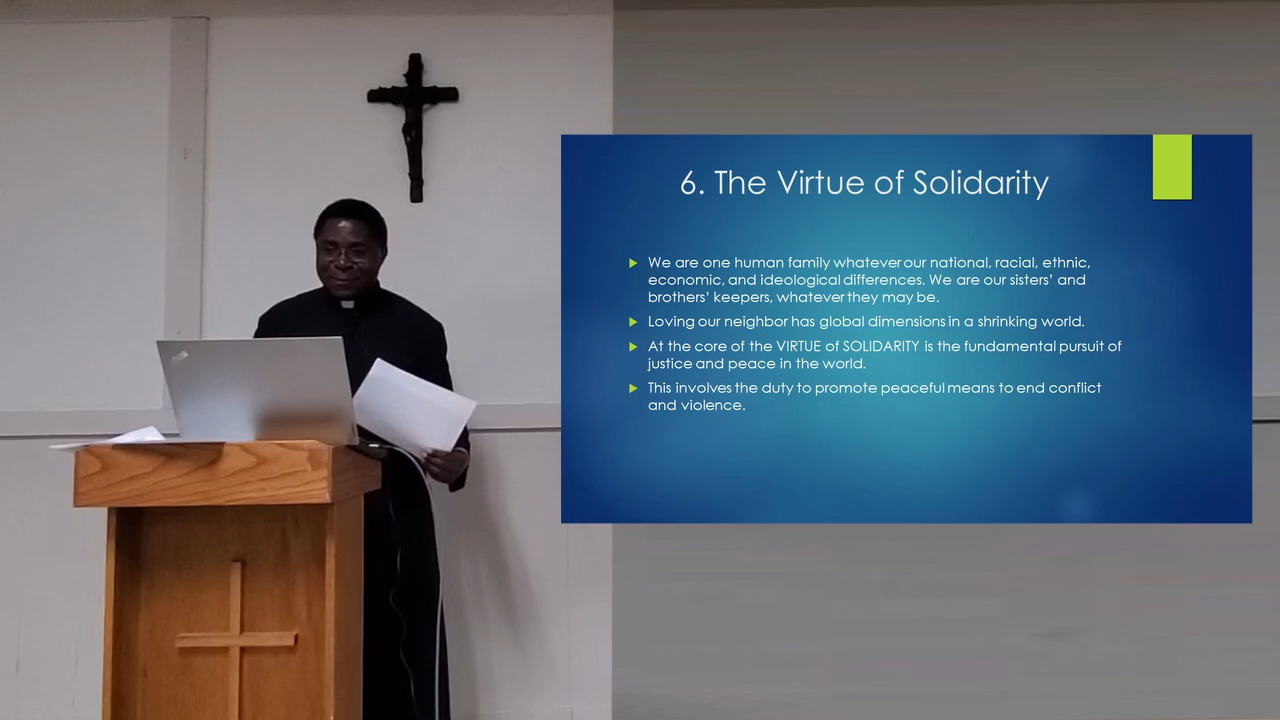 6. The Virtue of Solidarity
We are one human family whatever our national, racial, ethnic,
economic, and ideological differences. We are our sisters’ and
brothers’ keepers, whatever they may be.
Loving our neighbor has global dimensions in a shrinking world.
At the core of the VIRTUE of SOLIDARITY is the fundamental pursuit of
justice and peace in the world.
This involves the duty to promote peaceful means to end conflict
and violence.